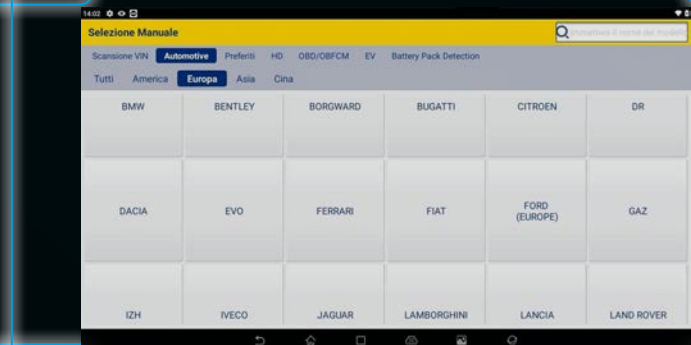 14:02
Selezione Manuale
Immettiva il nome del modello
Scansione VIN Automotive Preferiti HD OBD/OBFCM EV Battery Pack Detection
Tutti America Europa Asia Cina
BMW BENTLEY BORGWARD BUGATTI CITROEN DR
DACIA EVO FERRARI FIAT FORD (EUROPE) GAZ
IZH IVECO JAGUAR LAMBORGHINI LANCIA LAND ROVER